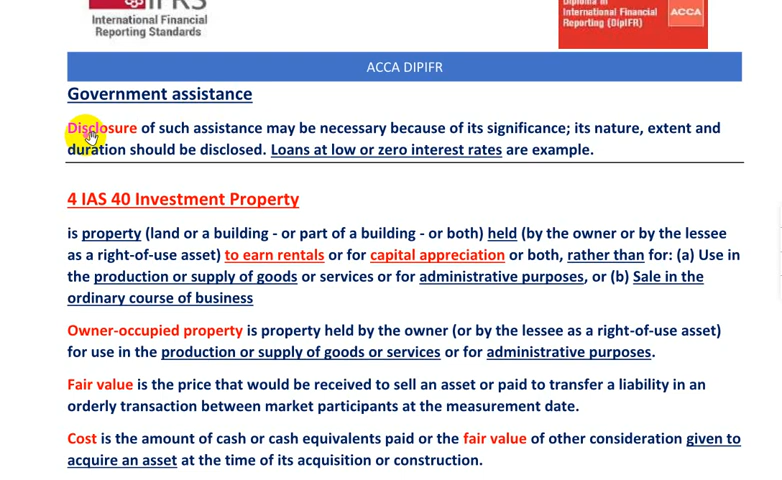 IFRS
International Financial
Reporting Standards
Diploma in
International Financial
Reporting (DipIFR)
ACCA
ACCA DIPIFR
Government assistance
Disclosure of such assistance may be necessary because of its significance; its nature, extent and
duration should be disclosed. Loans at low or zero interest rates are example.
4 IAS 40 Investment Property
is property (land or a building - or part of a building - or both) held (by the owner or by the lessee
as a right-of-use asset) to earn rentals or for capital appreciation or both, rather than for: (a) Use in
the production or supply of goods or services or for administrative purposes, or (b) Sale in the
ordinary course of business
Owner-occupied property is property held by the owner (or by the lessee as a right-of-use asset)
for use in the production or supply of goods or services or for administrative purposes.
Fair value is the price that would be received to sell an asset or paid to transfer a liability in an
orderly transaction between market participants at the measurement date.
Cost is the amount of cash or cash equivalents paid or the fair value of other consideration given to
acquire an asset at the time of its acquisition or construction.